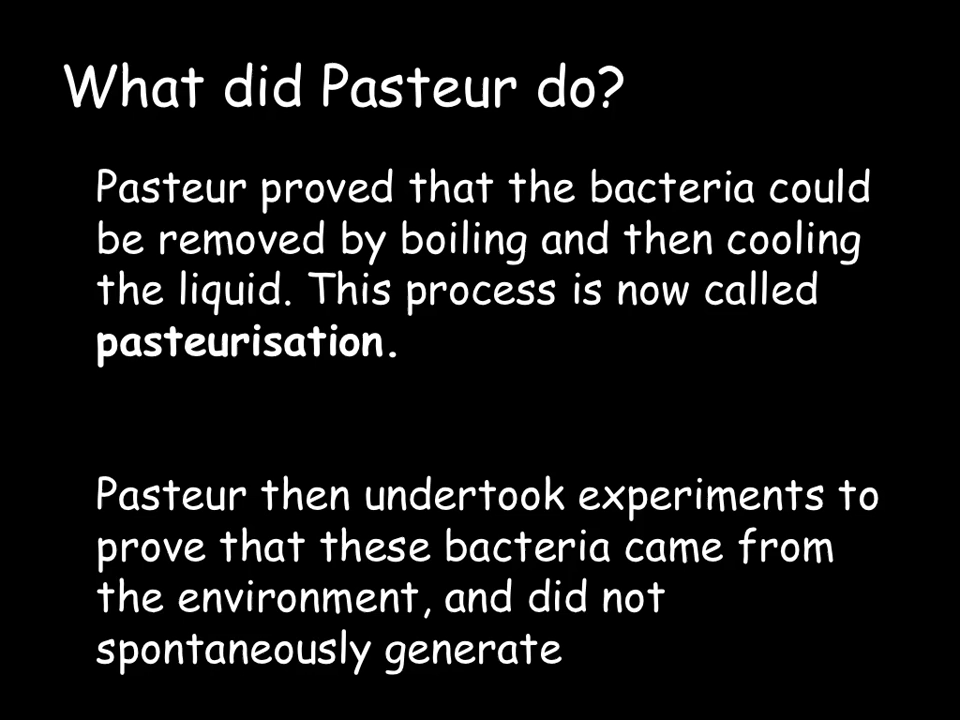 What did Pasteur do?
Pasteur proved that the bacteria could
be removed by boiling and then cooling
the liquid. This process is now called
pasteurisation.
Pasteur then undertook experiments to
prove that these bacteria came from
the environment, and did not
spontaneously generate